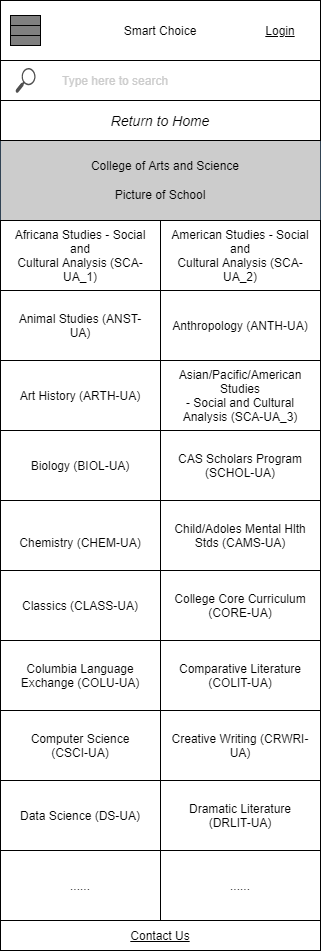 Smart Choice
Login
Type here to search
Return to Home
College of Arts and Science
Picture of School
Africana Studies - Social
and
Cultural Analysis (SCA-
UA_1)
American Studies - Social
and
Cultural Analysis (SCA-
UA_2)
Animal Studies (ANST-
UA)
Anthropology (ANTH-UA)
Art History (ARTH-UA)
Asian/Pacific/American
Studies
- Social and Cultural
Analysis (SCA-UA_3)
Biology (BIOL-UA)
CAS Scholars Program
(SCHOL-UA)
Chemistry (CHEM-UA)
Child/Adoles Mental Hlth
Stds (CAMS-UA)
Classics (CLASS-UA)
College Core Curriculum
(CORE-UA)
Columbia Language
Exchange (COLU-UA)
Comparative Literature
(COLIT-UA)
Computer Science
(CSCI-UA)
Creative Writing (CRWRI-
UA)
Data Science (DS-UA)
Dramatic Literature
(DRLIT-UA)
......
......
Contact Us